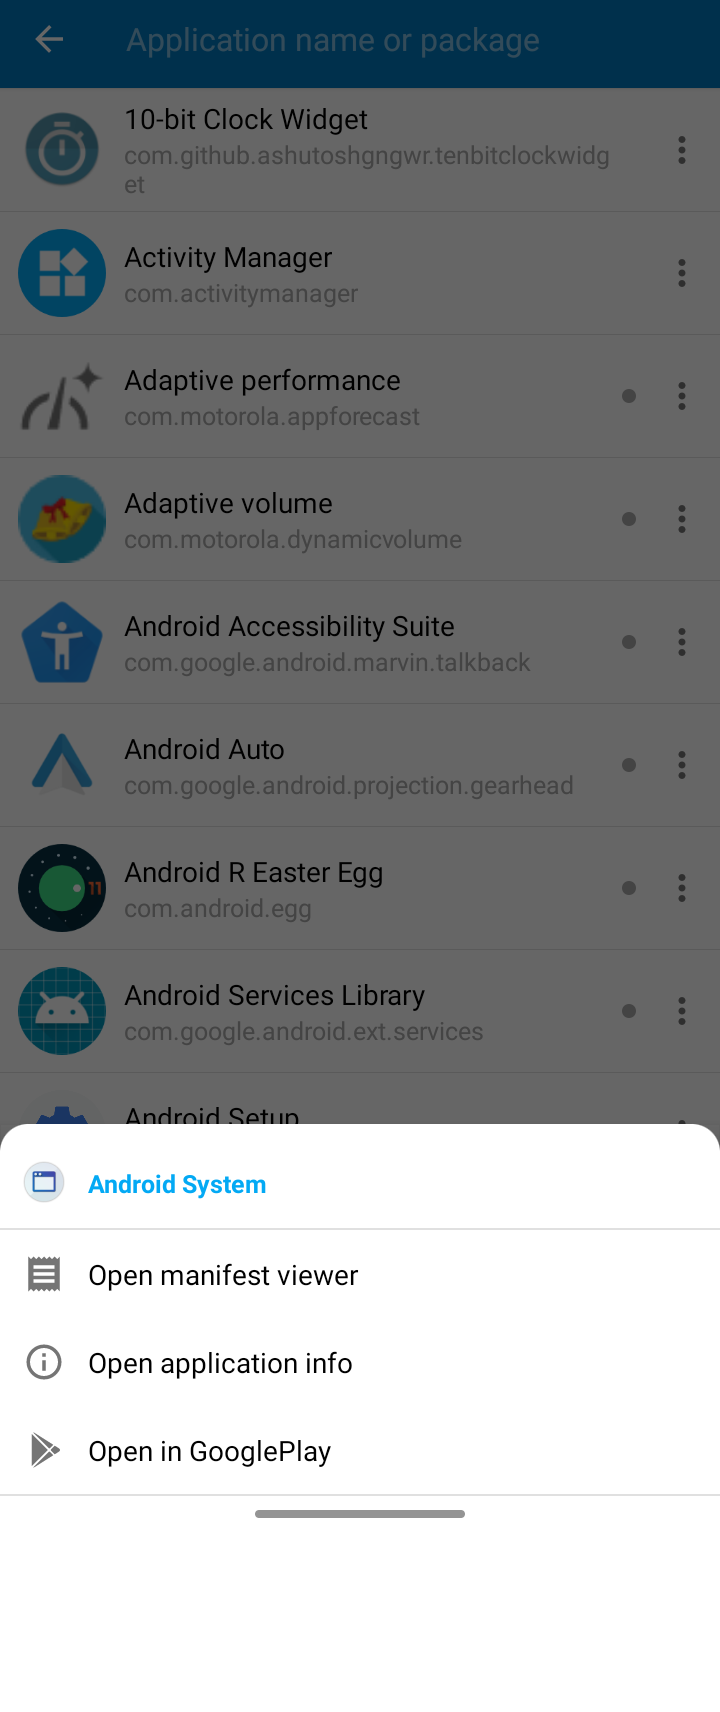 Application name or package
10-bit Clock Widget
com.github.ashutoshgngwr.tenbitclockwidg
et
Activity Manager
com.activitymanager
Adaptive performance
com.motorola.appforecast
Adaptive volume
com.motorola.dynamicvolume
Android Accessibility Suite
com.google.android.marvin.talkback
Android Auto
com.google.android.projection.gearhead
11
Android R Easter Egg
com.android.egg
Android Services Library
com.google.android.ext.services
Android Setup
Android System
Open manifest viewer
Open application info
Open in GooglePlay